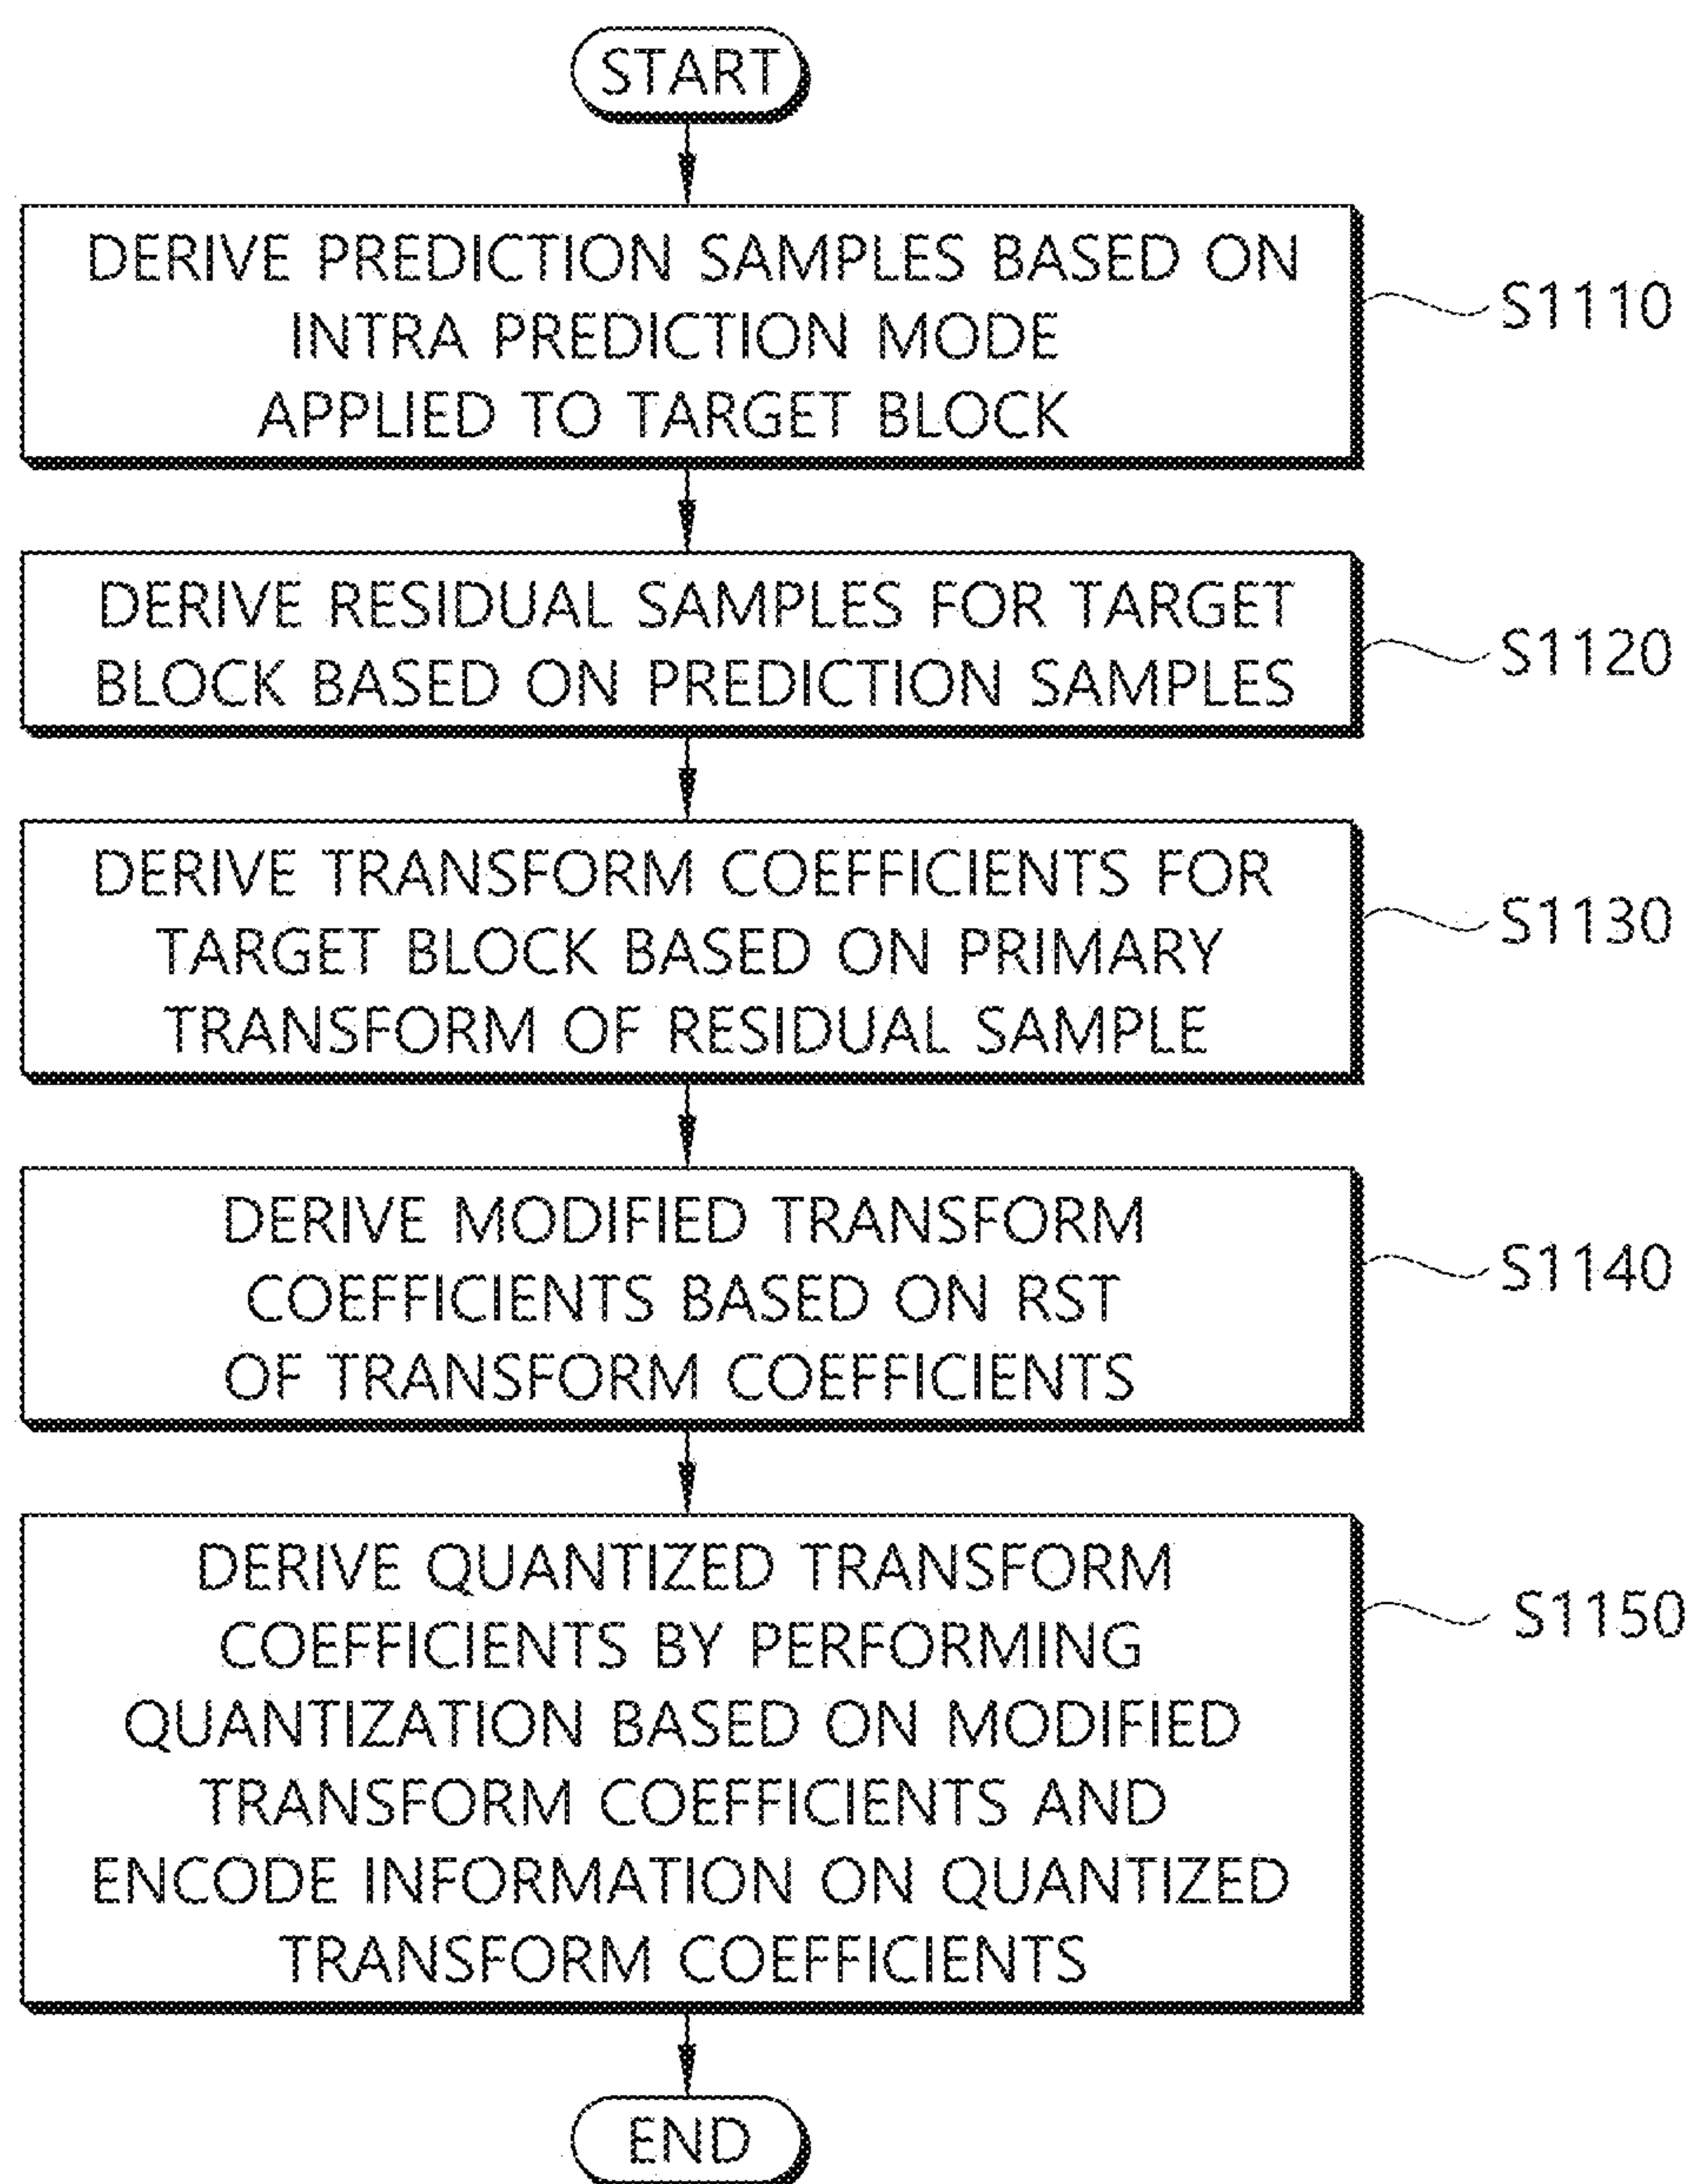 START
DERIVE PREDICTION SAMPLES BASED ON
INTRA PREDICTION MODE
APPLIED TO TARGET BLOCK
S1110
DERIVE RESIDUAL SAMPLES FOR TARGET
BLOCK BASED ON PREDICTION SAMPLES
S1120
DERIVE TRANSFORM COEFFICIENTS FOR
TARGET BLOCK BASED ON PRIMARY
TRANSFORM OF RESIDUAL SAMPLE
S1130
DERIVE MODIFIED TRANSFORM
COEFFICIENTS BASED ON RST
OF TRANSFORM COEFFICIENTS
S1140
DERIVE QUANTIZED TRANSFORM
COEFFICIENTS BY PERFORMING
QUANTIZATION BASED ON MODIFIED
TRANSFORM COEFFICIENTS AND
ENCODE INFORMATION ON QUANTIZED
TRANSFORM COEFFICIENTS
S1150
END